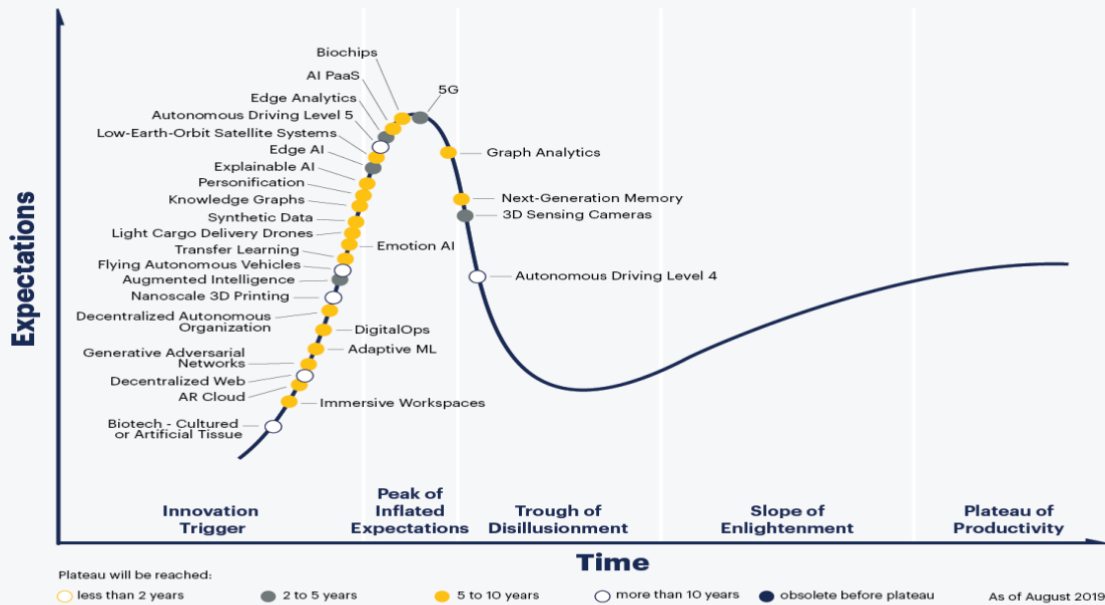 Biochips
AI PaaS
5G
Edge Analytics
Autonomous Driving Level 5
Low-Earth-Orbit Satellite Systems
Edge AI
Graph Analytics
Explainable AI
Personification
Knowledge Graphs
Next-Generation Memory
Synthetic Data
3D Sensing Cameras
Light Cargo Delivery Drones
Emotion AI
Transfer Learning
Flying Autonomous Vehicles
Augmented Intelligence
Autonomous Driving Level 4
Nanoscale 3D Printing
Decentralized Autonomous
Organization
DigitalOps
Adaptive ML
Generative Adversarial
Networks
Decentralized Web
AR Cloud
Immersive Workspaces
Biotech - Cultured
or Artificial Tissue
Expectations
Innovation
Trigger
Peak of
Inflated
Expectations
Trough of
Disillusionment
Slope of
Enlightenment
Plateau of
Productivity
Time
Plateau will be reached:
less than 2 years
2 to 5 years
5 to 10 years
more than 10 years
obsolete before plateau
As of August 2019